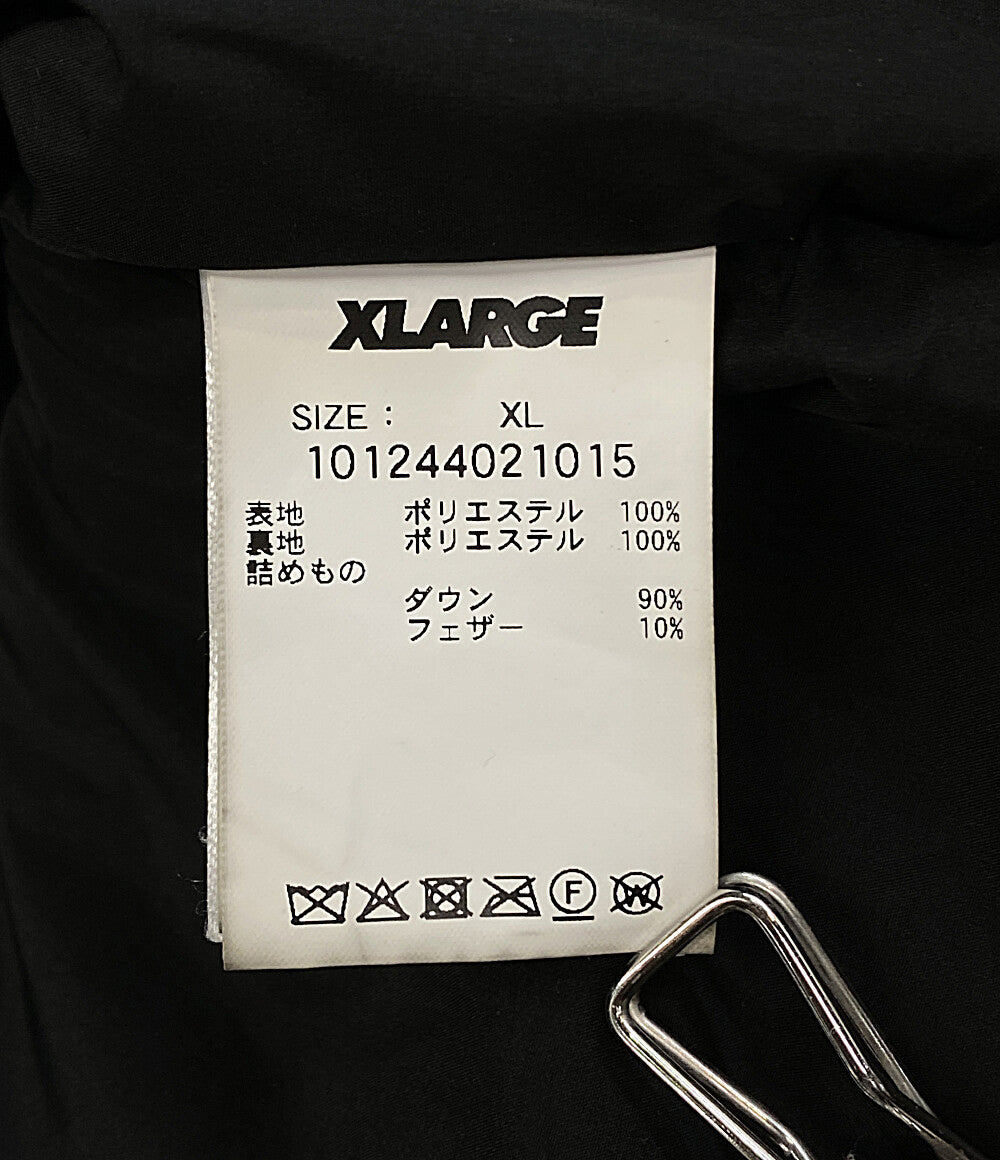 XLARGE
SIZE : XL
101244021015
表地 ポリエステル 100%
裏地 ポリエステル 100%
詰めもの
ダウン 90%
フェザー 10%
F W